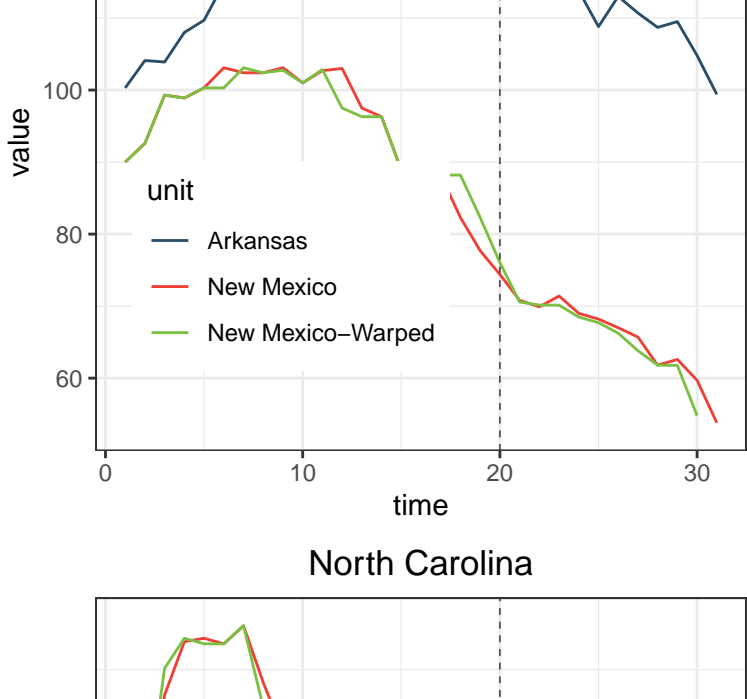 100
80
60
value
unit
Arkansas
New Mexico
New Mexico−Warped
0 10 20 30
time
North Carolina